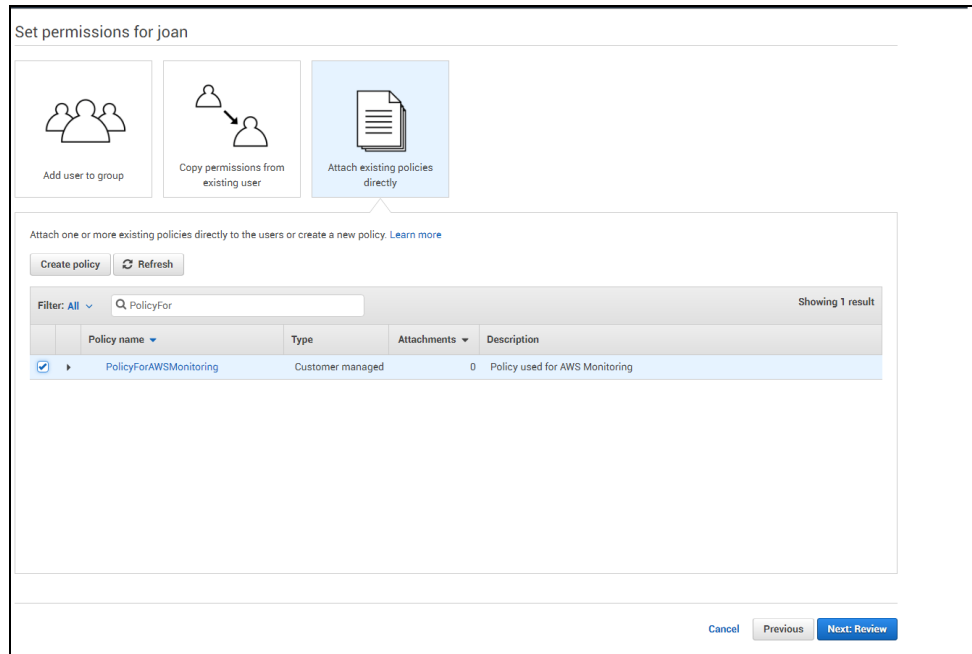 Set permissions for joan
Add user to group
Copy permissions from
existing user
Attach existing policies
directly
Attach one or more existing policies directly to the users or create a new policy. Learn more
Create policy
Refresh
Filter: All
PolicyFor
Showing 1 result
Policy name Type Attachments Description
PolicyForAWSMonitoring Customer managed 0 Policy used for AWS Monitoring
Cancel Previous Next: Review